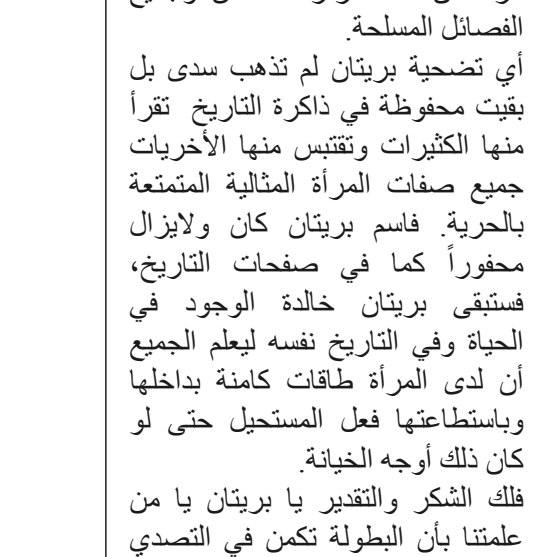 الفصائل المسلحة.
أي تضحية بريتان لم تذهب سدى بل
بقيت محفوظة في ذاكرة التاريخ تقرأ
منها الكثيرات وتقتبس منها الأخريات
جميع صفات المرأة المثالية المتمتعة
بالحرية. فاسم بريتان كان ولايزال
محفوراً كما في صفحات التاريخ،
فستبقى بريتان خالدة الوجود في
الحياة وفي التاريخ نفسه ليعلم الجميع
أن لدى المرأة طاقات كامنة بداخلها
وباستطاعتها فعل المستحيل حتى لو
كان ذلك أوجه الخيانة.
فلك الشكر والتقدير يا بريتان يا من
علمتنا بأن البطولة تكمن في التصدي